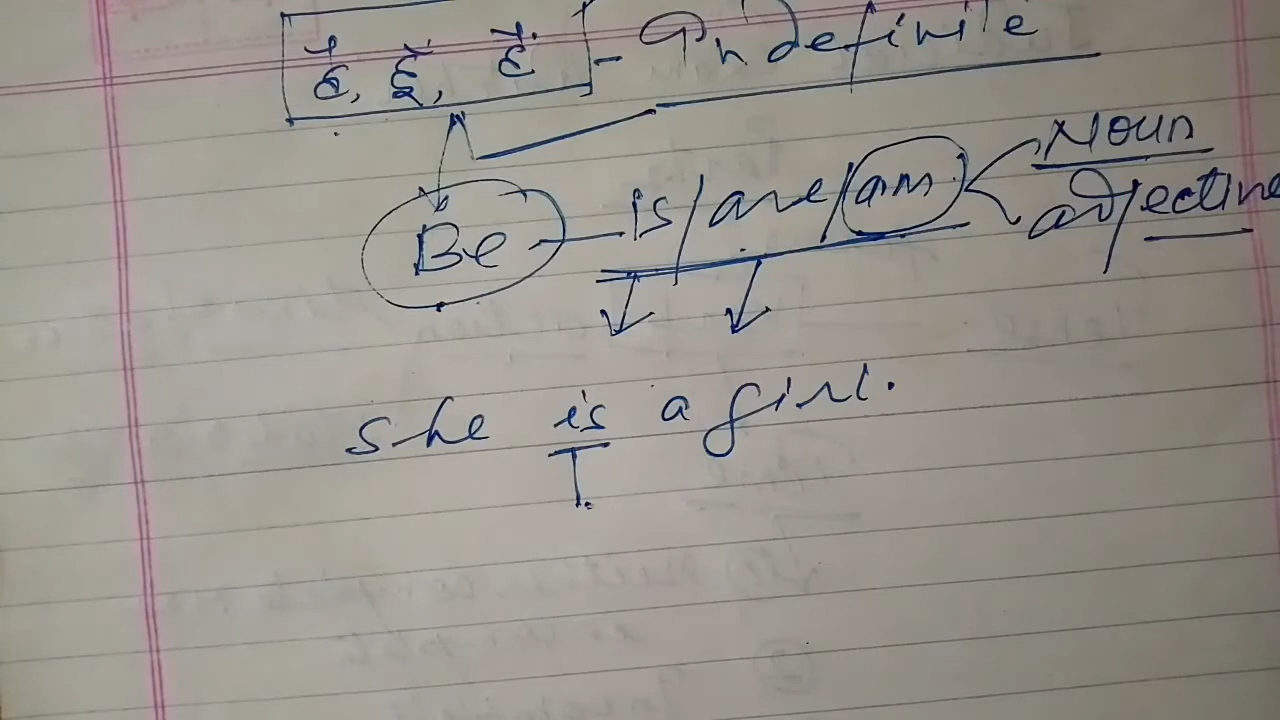 है, हूँ, हैं - Indefinite
Be - is/are/am Noun
adjective
She is a girl.